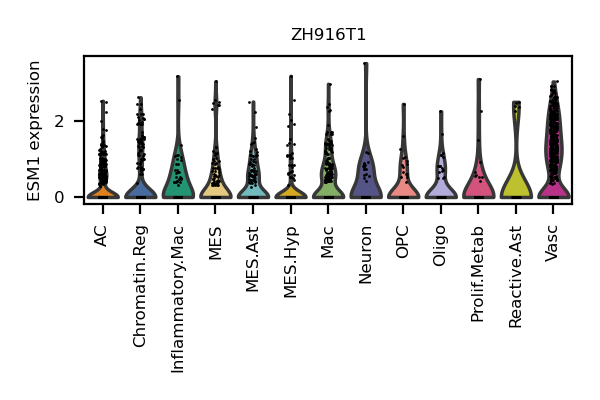 ZH916T1
ESM1 expression
2
0
AC
Chromatin.Reg
Inflammatory.Mac
MES
MES.Ast
MES.Hyp
Mac
Neuron
OPC
Oligo
Prolif.Metab
Reactive.Ast
Vasc